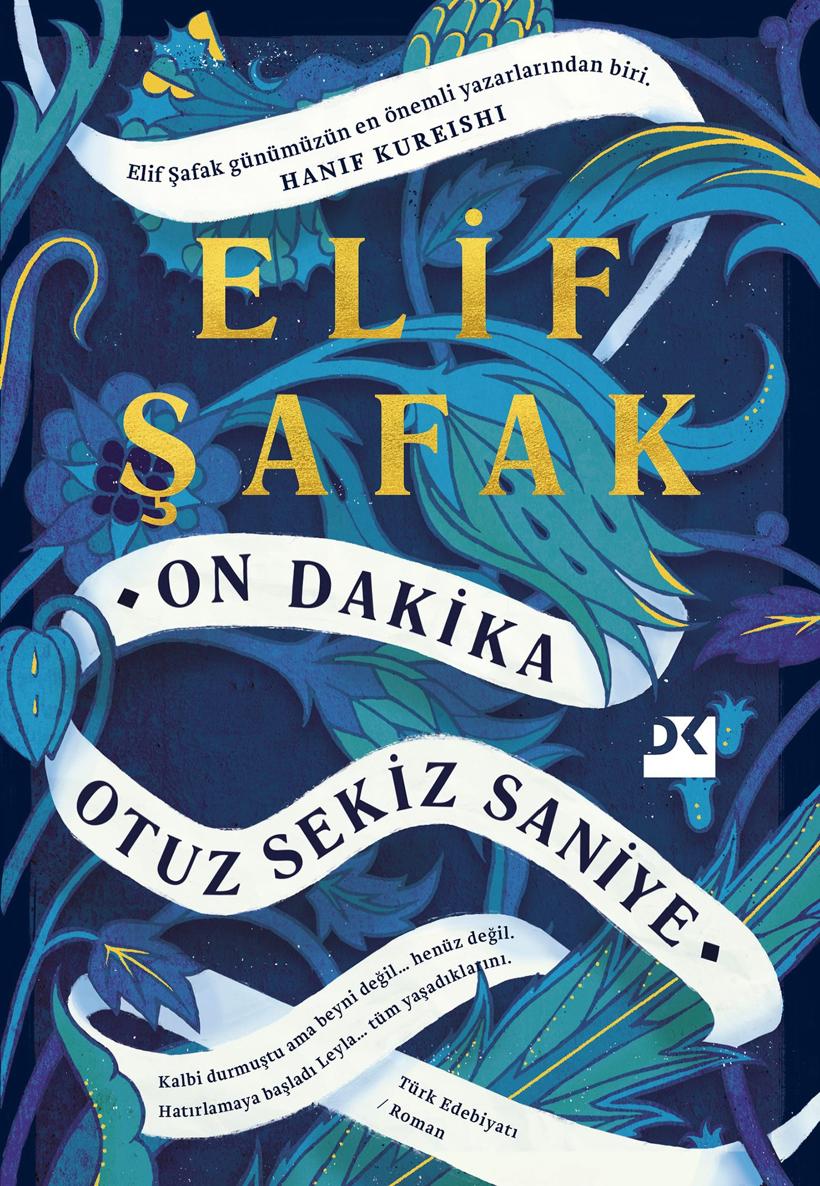 Elif Şafak günümüzün en önemli yazarlarından biri.
HANIF KUREISHI
ELİF
ŞAFAK
ON DAKİKA
DK
OTUZ SEKİZ SANİYE
Kalbi durmuştu ama beyni değil... henüz değil.
Hatırlamaya başladı Leyla... tüm yaşadıklarını.
Türk Edebiyatı
/ Roman